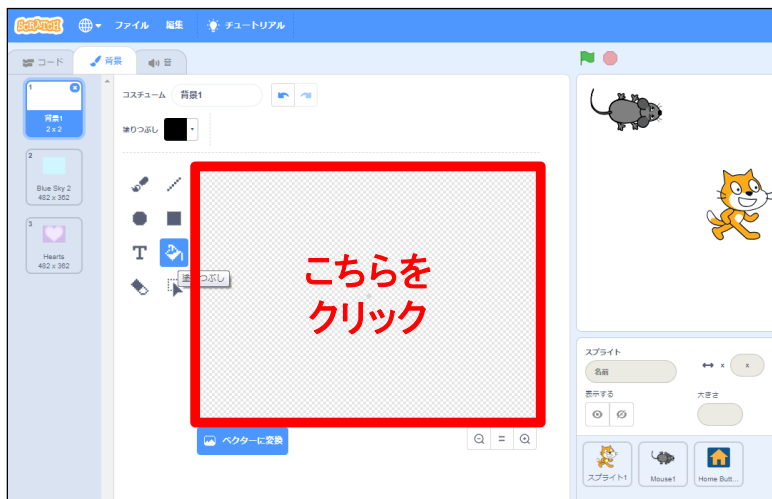 SCRATCH ファイル 編集 チュートリアル
コード 背景 音
1
背景1
2 x 2
2
Blue Sky 2
482 x 362
3
Hearts
482 x 362
コスチューム 背景1
塗りつぶし
T
塗りつぶし
こちらを
クリック
ベクターに変換
スプライト
名前
x x
表示する 大きさ
スプライト1 Mouse1 Home Butt...